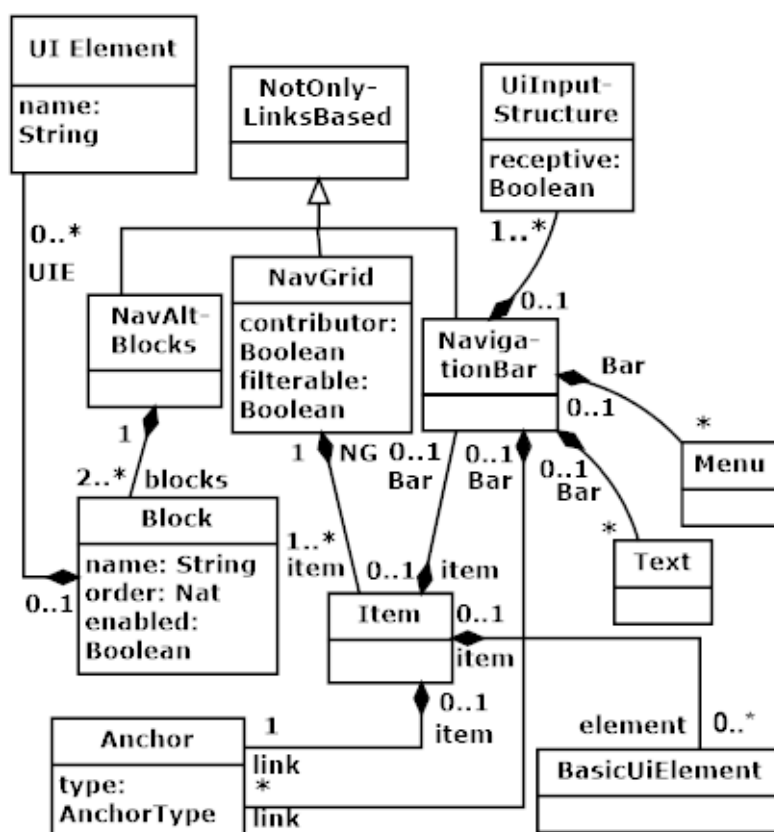 UI Element
name:
String
NotOnly-
LinksBased
UiInput-
Structure
receptive:
Boolean
0..*
UIE
1..*
0..1
NavGrid
contributor:
Boolean
filterable:
Boolean
NavAlt-
Blocks
Naviga-
tionBar
Bar
0..1
*
Menu
1
2..*
blocks
1
NG
0..1
Bar
0..1
Bar
0..1
Bar
*
Text
Block
name: String
order: Nat
enabled:
Boolean
0..1
1..*
item
0..1
item
Item
0..1
item
0..1
item
element
0..*
BasicUiElement
Anchor
type:
AnchorType
1
link
*
link